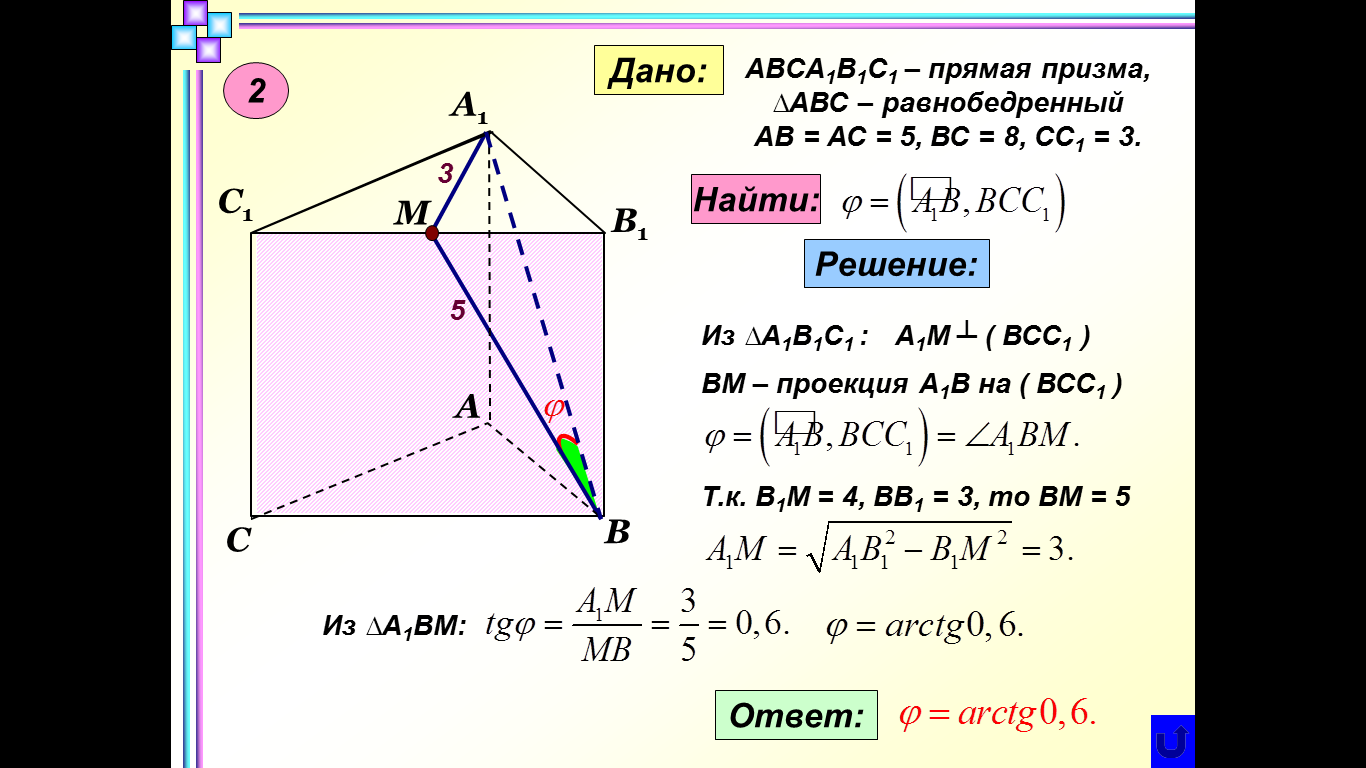 2
Дано:
ABCA₁B₁C₁ – прямая призма,
∆ABC – равнобедренный
AB = AC = 5, BC = 8, CC₁ = 3.
Найти: φ = (A₁B, BCC₁)
Решение:
A₁
3
C₁
M
B₁
5
φ
A
C
B
Из ∆A₁B₁C₁ : A₁M ⊥ ( BCC₁ )
BM – проекция A₁B на ( BCC₁ )
φ = (A₁B, BCC₁) = ∠A₁BM.
Т.к. B₁M = 4, BB₁ = 3, то BM = 5
A₁M = √(A₁B₁² − B₁M²) = 3.
Из ∆A₁BM: tgφ = A₁M/MB = 3/5 = 0,6. φ = arctg0,6.
Ответ: φ = arctg0,6.